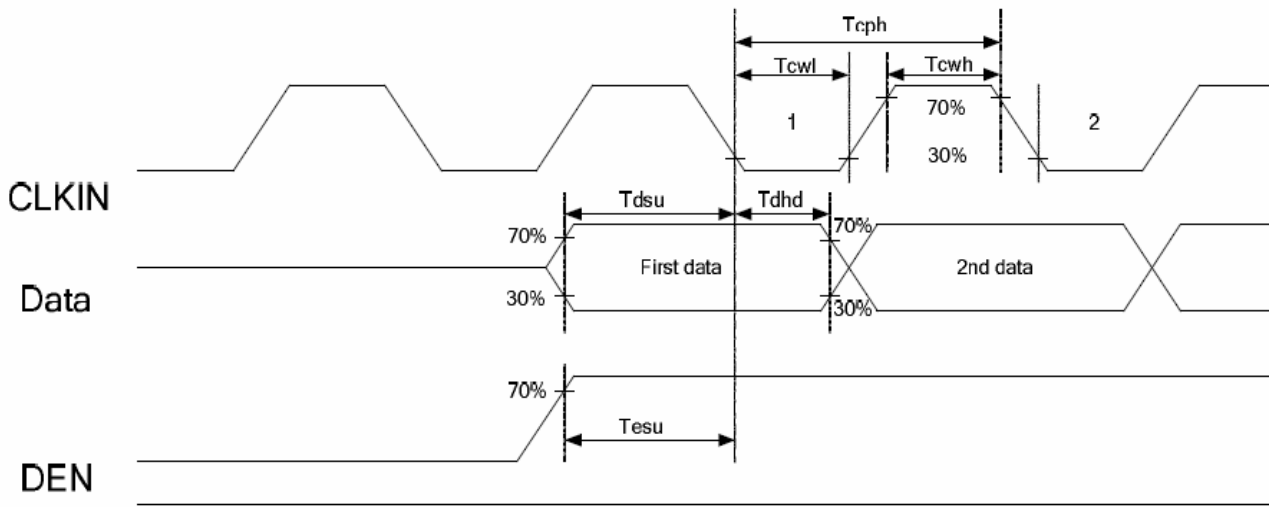 Tcph
Tcwl
Tcwh
1
70%
2
30%
CLKIN
Tdsu
Tdhd
70%
70%
First data
2nd data
30%
30%
Data
70%
Tesu
DEN